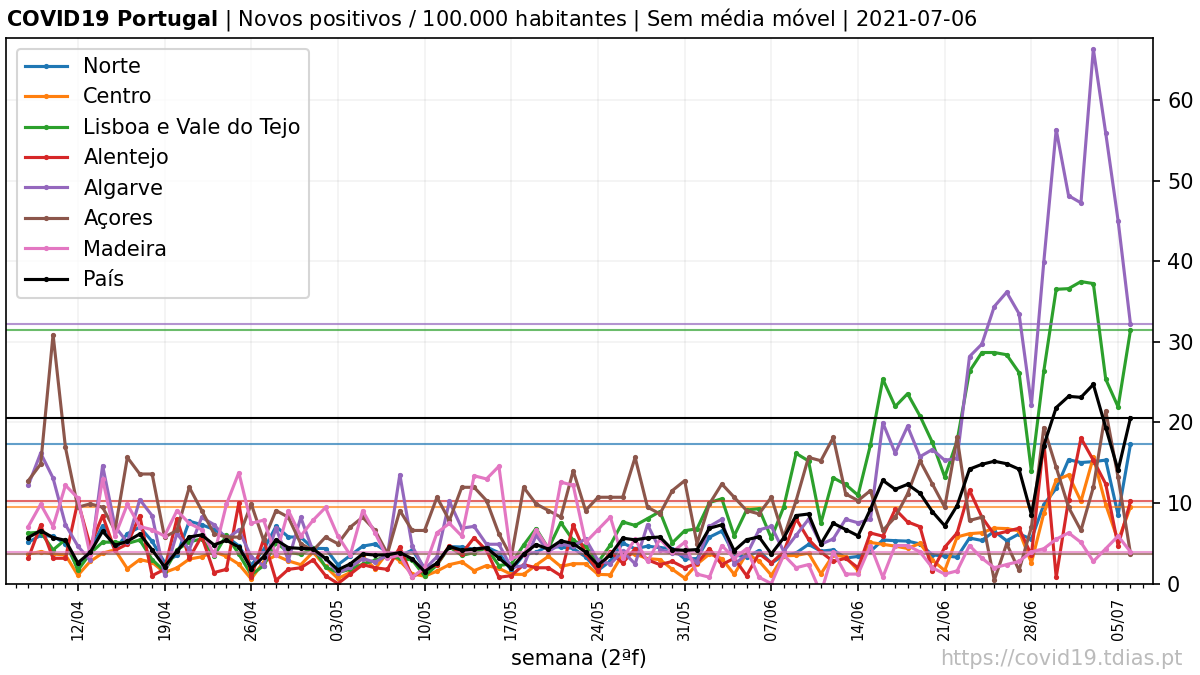 COVID19 Portugal | Novos positivos / 100.000 habitantes | Sem média móvel | 2021-07-06
Norte
Centro
Lisboa e Vale do Tejo
Alentejo
Algarve
Açores
Madeira
País
60
50
40
30
20
10
0
12/04 19/04 26/04 03/05 10/05 17/05 24/05 31/05 07/06 14/06 21/06 28/06 05/07
semana (2ªf)
https://covid19.tdias.pt